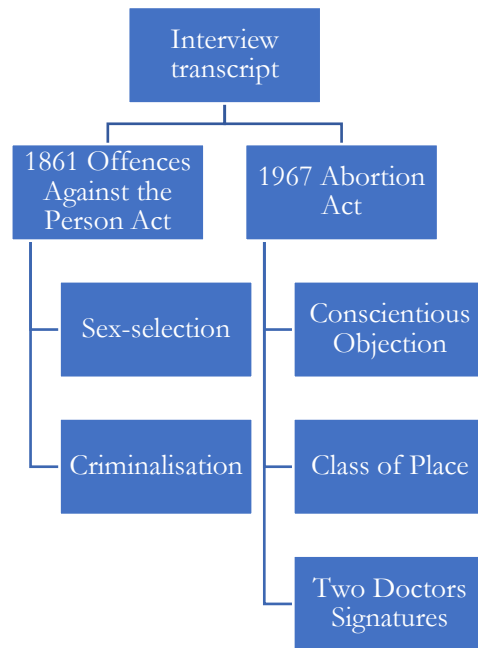 Interview
transcript
1861 Offences
Against the
Person Act
1967 Abortion
Act
Sex-selection
Criminalisation
Conscientious
Objection
Class of Place
Two Doctors
Signatures